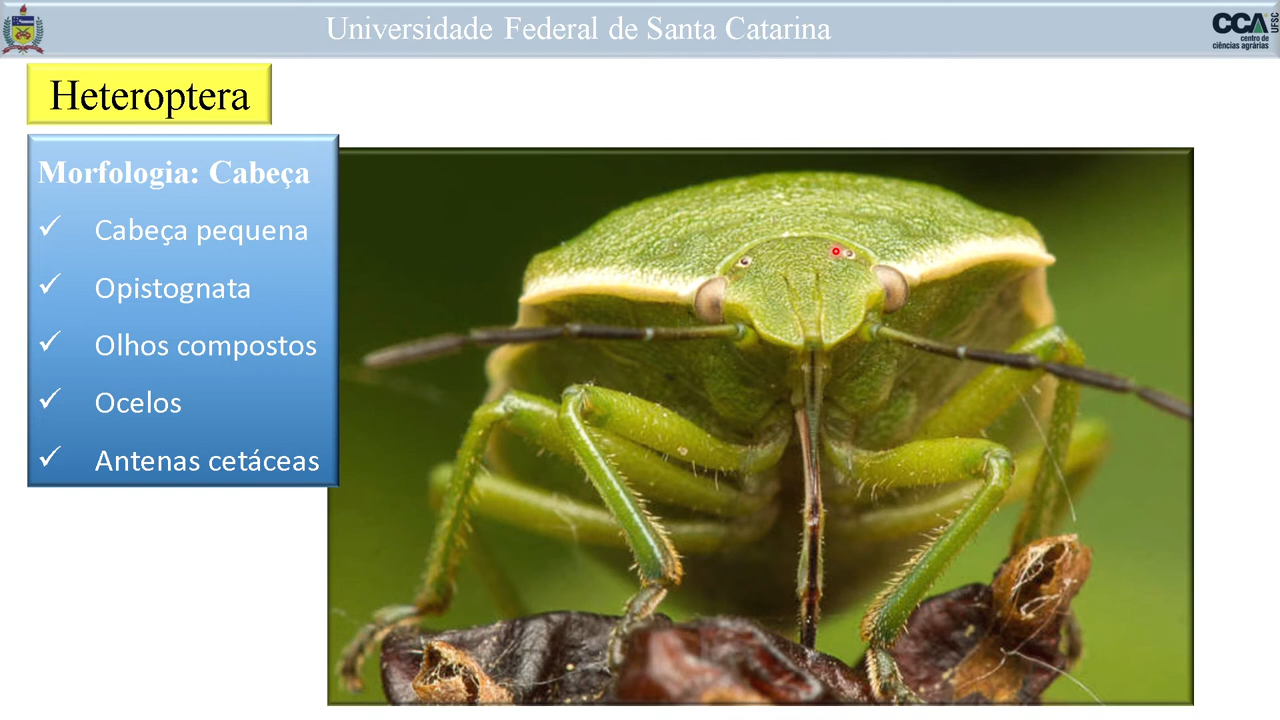 Universidade Federal de Santa Catarina
CCA
UFSC
centro de
ciências agrárias
Heteroptera
Morfologia: Cabeça
✓ Cabeça pequena
✓ Opistognata
✓ Olhos compostos
✓ Ocelos
✓ Antenas cetáceas